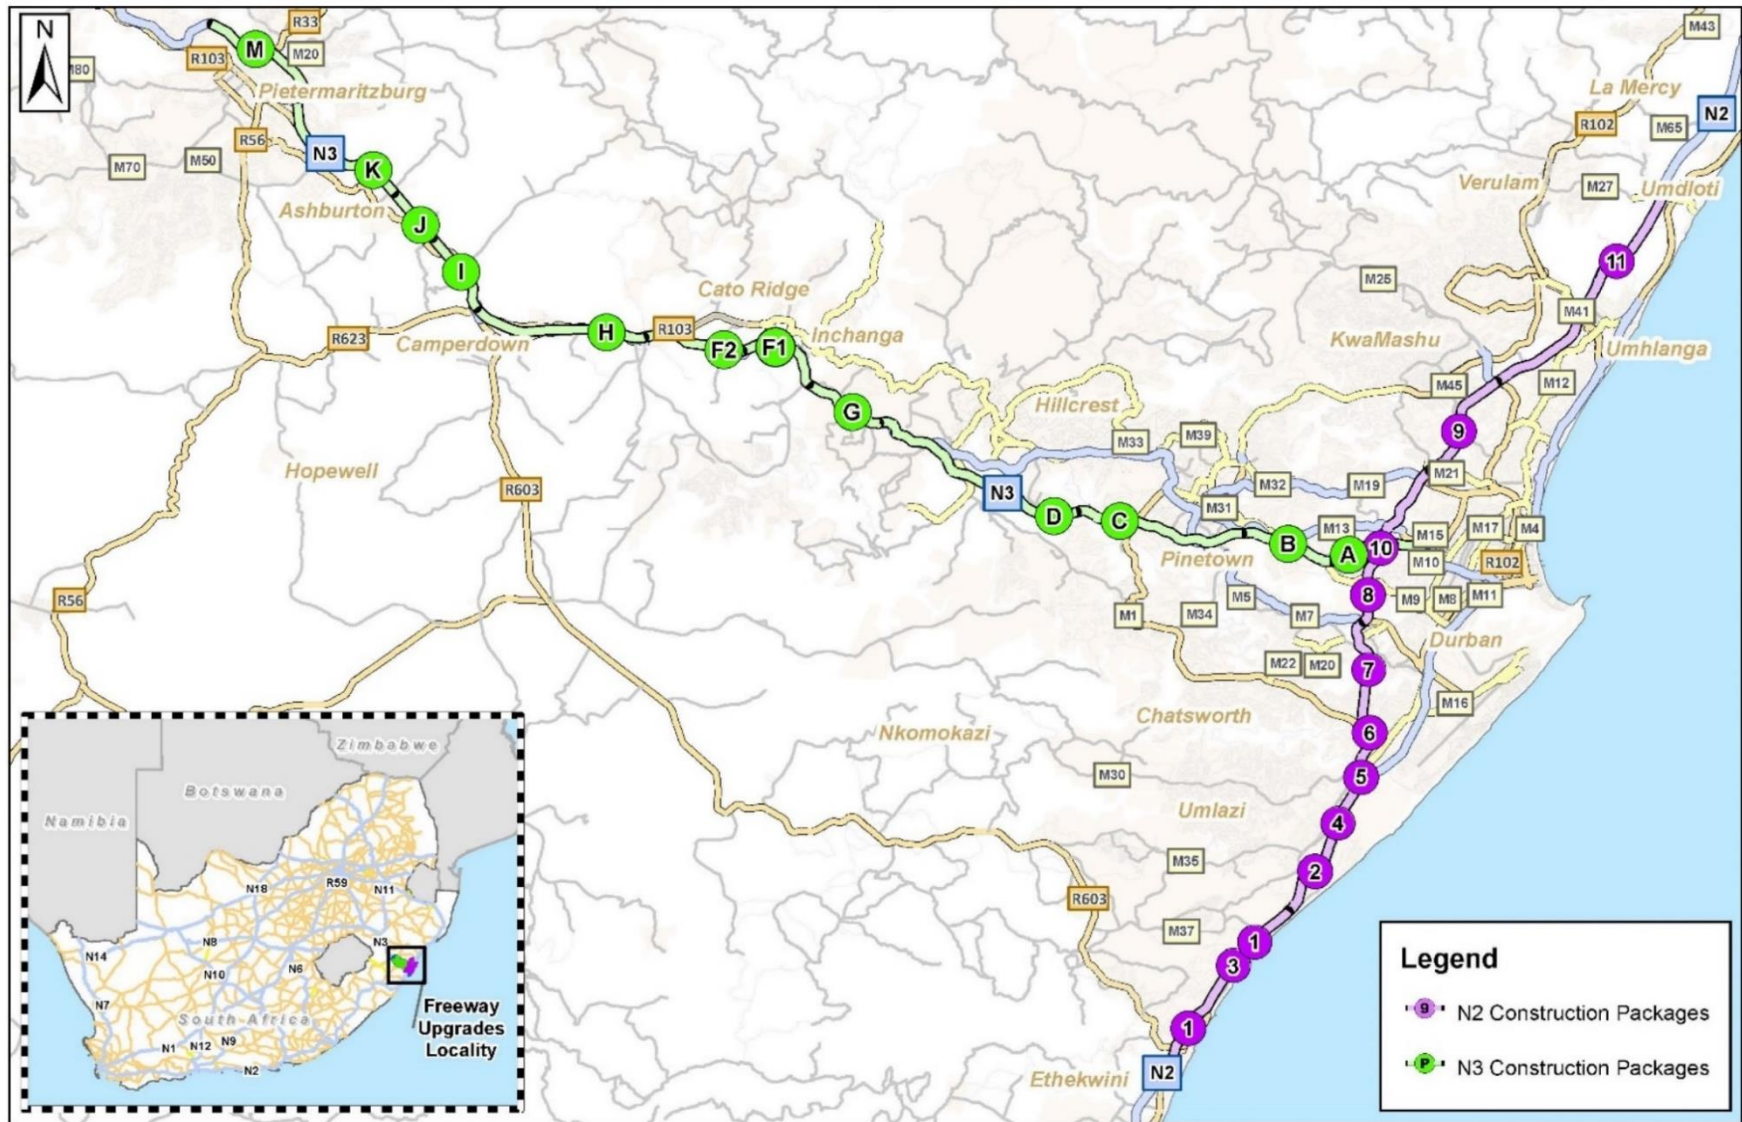 N
R33
M
M20
R103
M80
Pietermaritzburg
R56
N3
M50
M70
K
Ashburton
J
I
Cato Ridge
R103
H
F2
F1
Inchanga
R623
Camperdown
G
Hillcrest
M33
M39
Hopewell
R603
N3
D
C
M32
M19
M31
M13
B
A
10
Pinetown
M43
La Mercy
N2
R102
M65
Verulam
M27
Umdloti
11
M25
M41
KwaMashu
Umhlanga
M45
M12
9
M21
M15
M17
M4
M10
R102
8
M9
M8
M11
M5
M7
M1
M34
Durban
M22
M20
7
M16
R56
Chatsworth
Nkomokazi
6
M30
5
Umlazi
4
M35
2
R603
M37
1
3
1
Ethekwini
N2
Zimbabwe
Botswana
Namibia
N18
R59
N11
N8
N3
N14
N10
N6
N7
South Africa
N1
N12
N9
N2
Freeway
Upgrades
Locality
Legend
9 N2 Construction Packages
P N3 Construction Packages